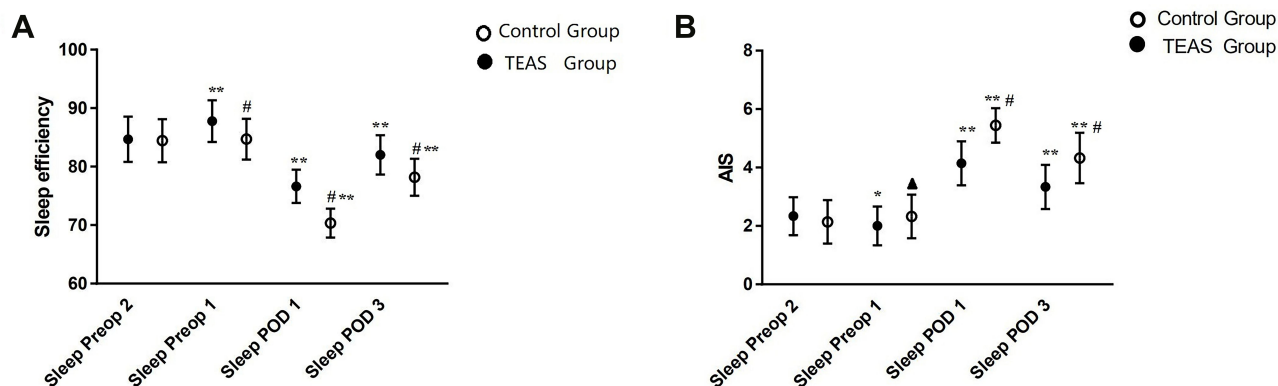 A
Control Group
TEAS Group
Sleep efficiency
100
90
80
70
60
**
#
**
#**
**
#**
Sleep Preop 2
Sleep Preop 1
Sleep POD 1
Sleep POD 3
B
Control Group
TEAS Group
AIS
8
6
4
2
0
*
▲
**
** #
**
** #
Sleep Preop 2
Sleep Preop 1
Sleep POD 1
Sleep POD 3